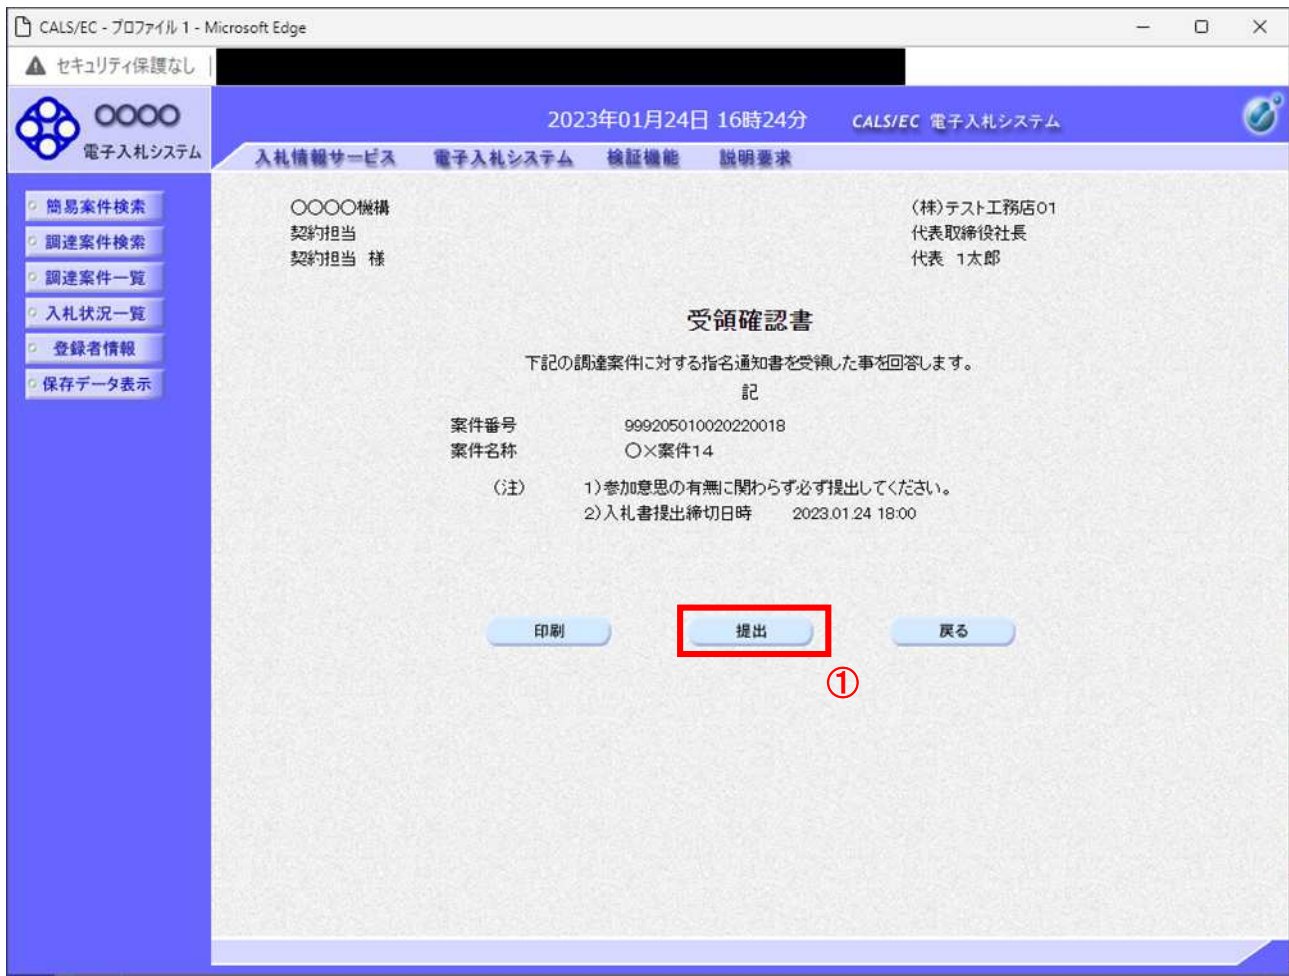 CALS/EC - プロファイル 1 - Microsoft Edge
セキュリティ保護なし
〇〇〇〇
電子入札システム
2023年01月24日 16時24分
CALS/EC 電子入札システム
入札情報サービス 電子入札システム 検証機能 説明要求
簡易案件検索
調達案件検索
調達案件一覧
入札状況一覧
登録者情報
保存データ表示
〇〇〇〇機構
契約担当
契約担当 様
(株)テスト工務店01
代表取締役社長
代表 1太郎
受領確認書
下記の調達案件に対する指名通知書を受領した事を回答します。
記
案件番号 999205010020220018
案件名称 〇×案件14
(注) 1)参加意思の有無に関わらず必ず提出してください。
2)入札書提出締切日時 2023.01.24 18:00
印刷 提出 戻る
①